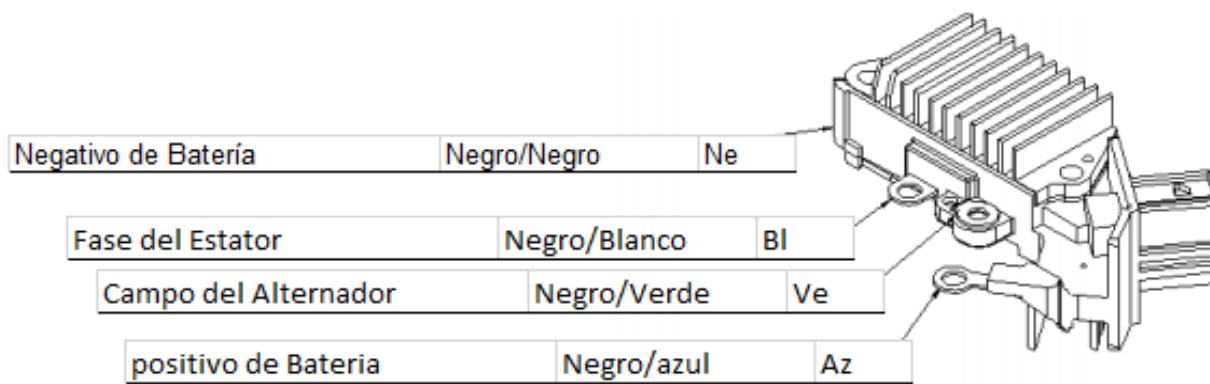 Negativo de Batería Negro/Negro Ne
Fase del Estator Negro/Blanco Bl
Campo del Alternador Negro/Verde Ve
positivo de Bateria Negro/azul Az